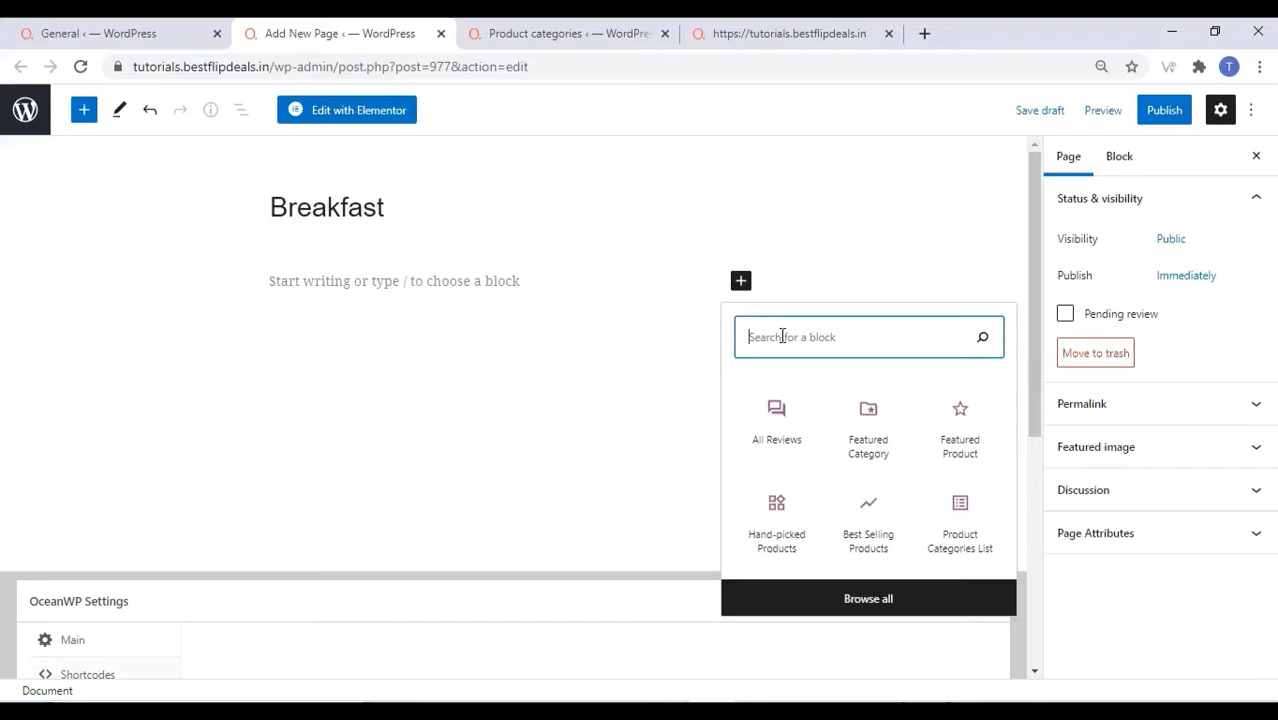 General ‹ — WordPress
Add New Page ‹ — WordPress
Product categories ‹ — WordPre
https://tutorials.bestflipdeals.in
tutorials.bestflipdeals.in/wp-admin/post.php?post=977&action=edit
T
Edit with Elementor
Save draft
Preview
Publish
Page
Block
Breakfast
Status & visibility
Visibility
Public
Start writing or type / to choose a block
Publish
Immediately
Pending review
Search for a block
Move to trash
All Reviews
Featured Category
Featured Product
Permalink
Featured image
Discussion
Hand-picked Products
Best Selling Products
Product Categories List
Page Attributes
Browse all
OceanWP Settings
Main
Shortcodes
Document